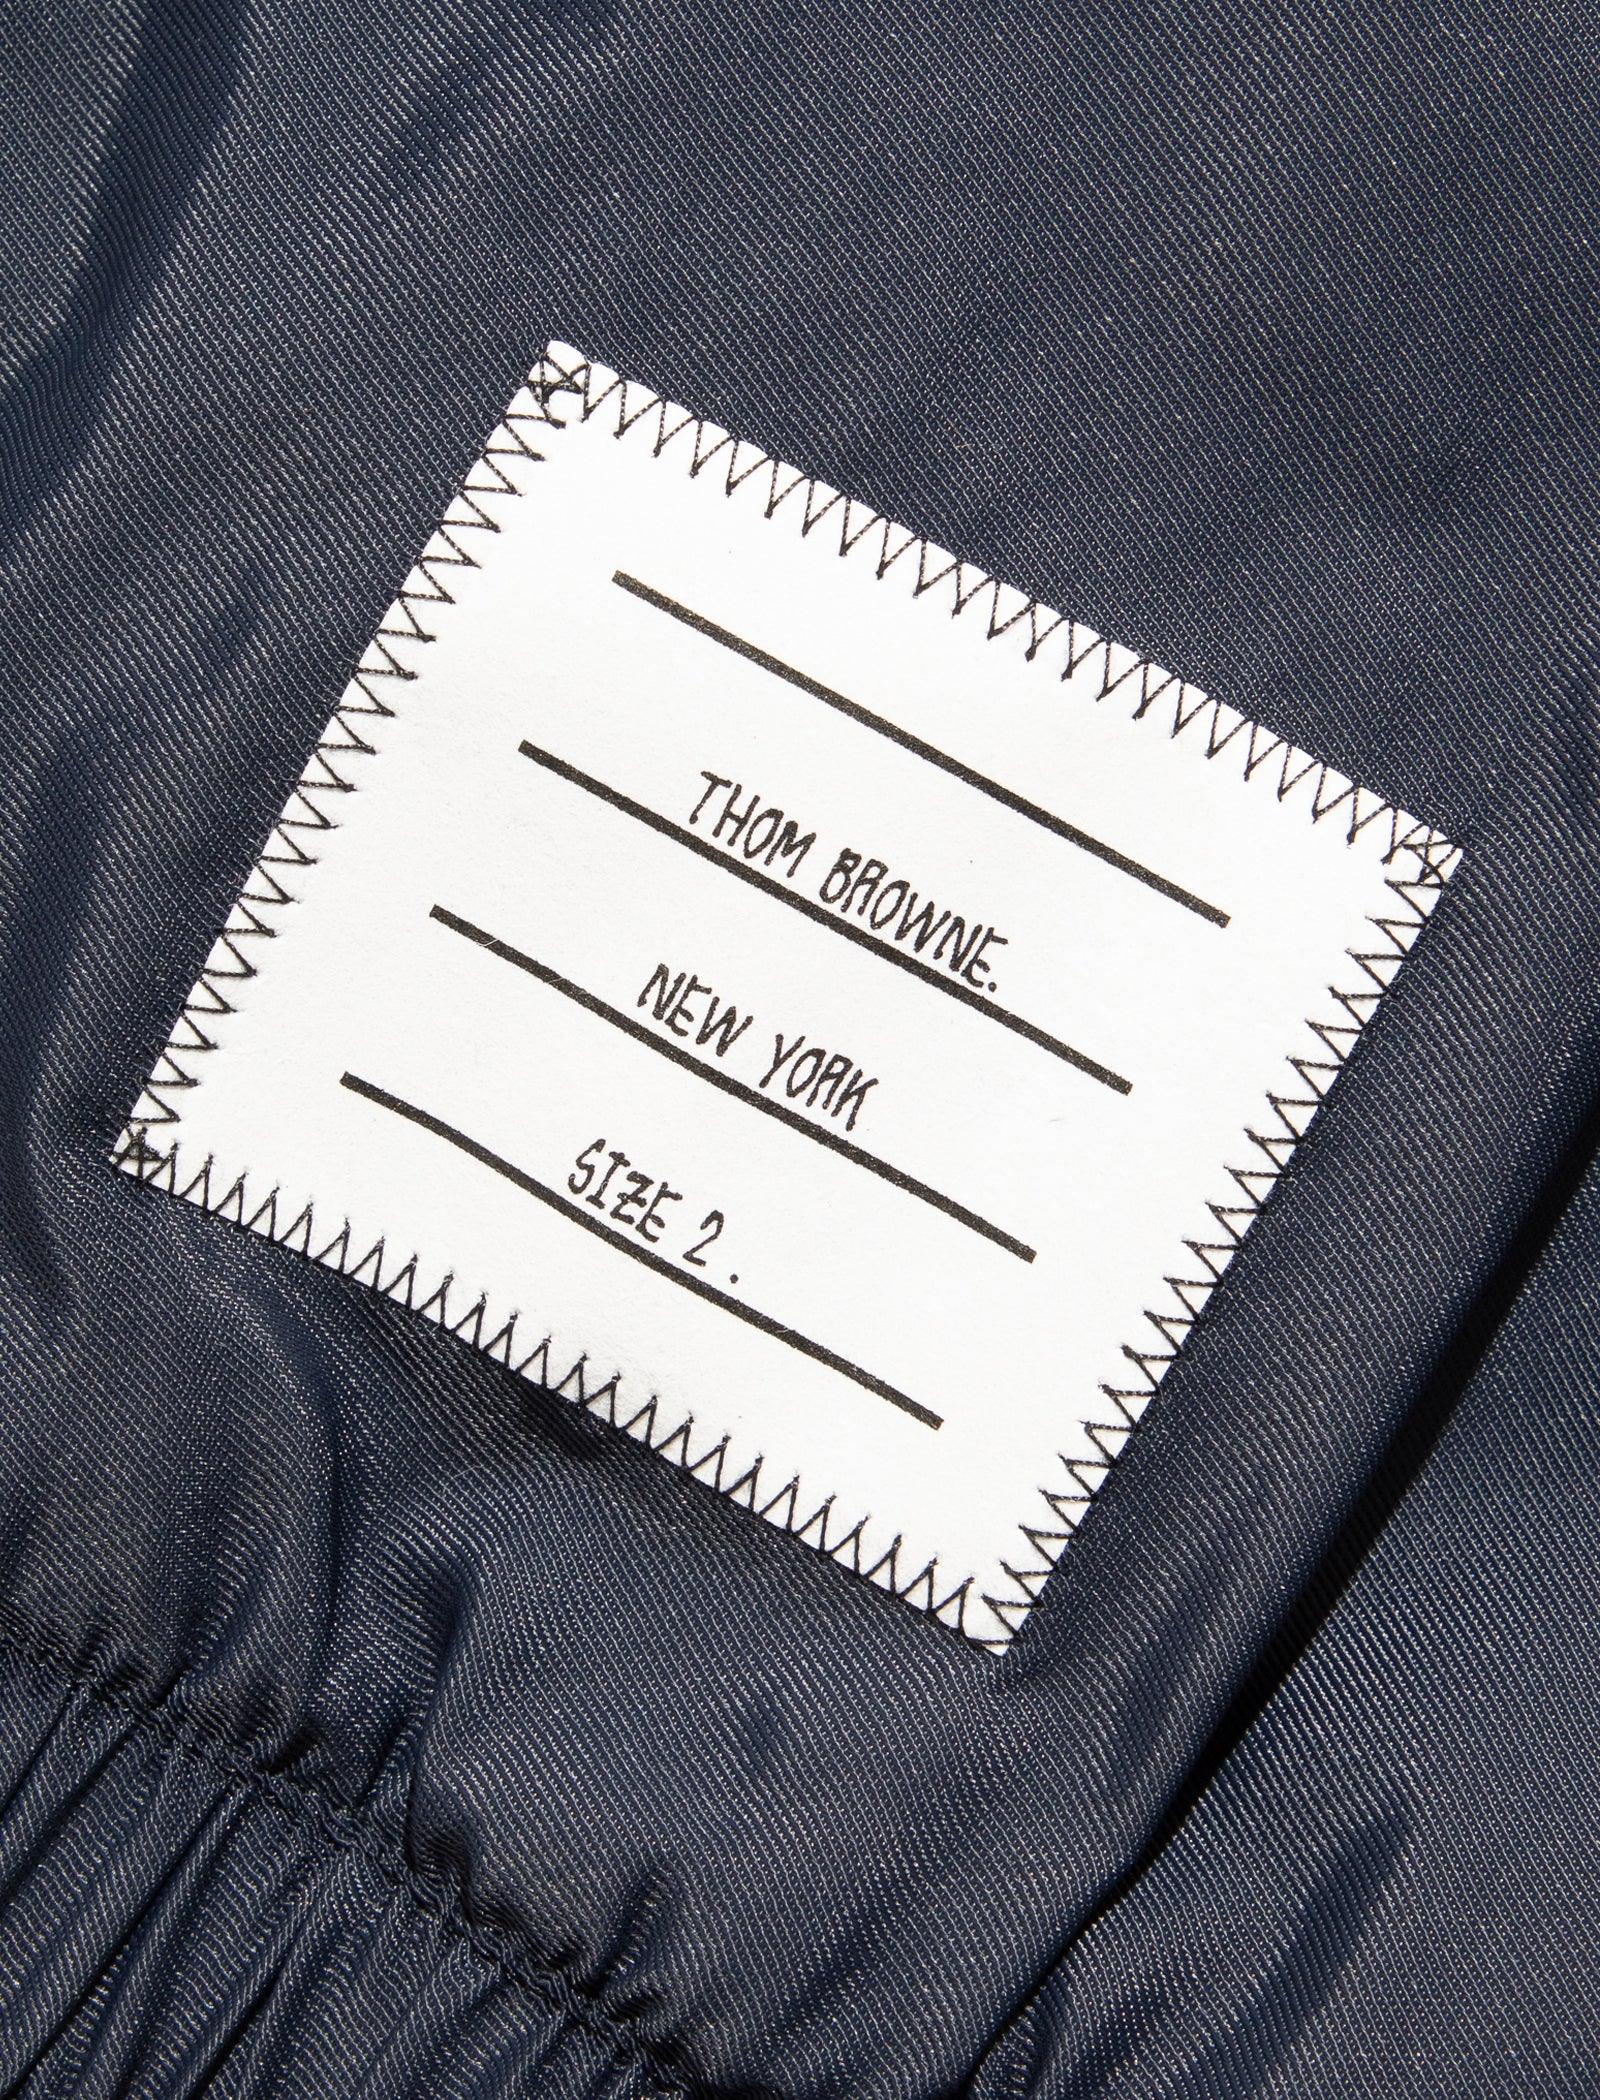 THOM BROWNE.
NEW YORK
SIZE 2.